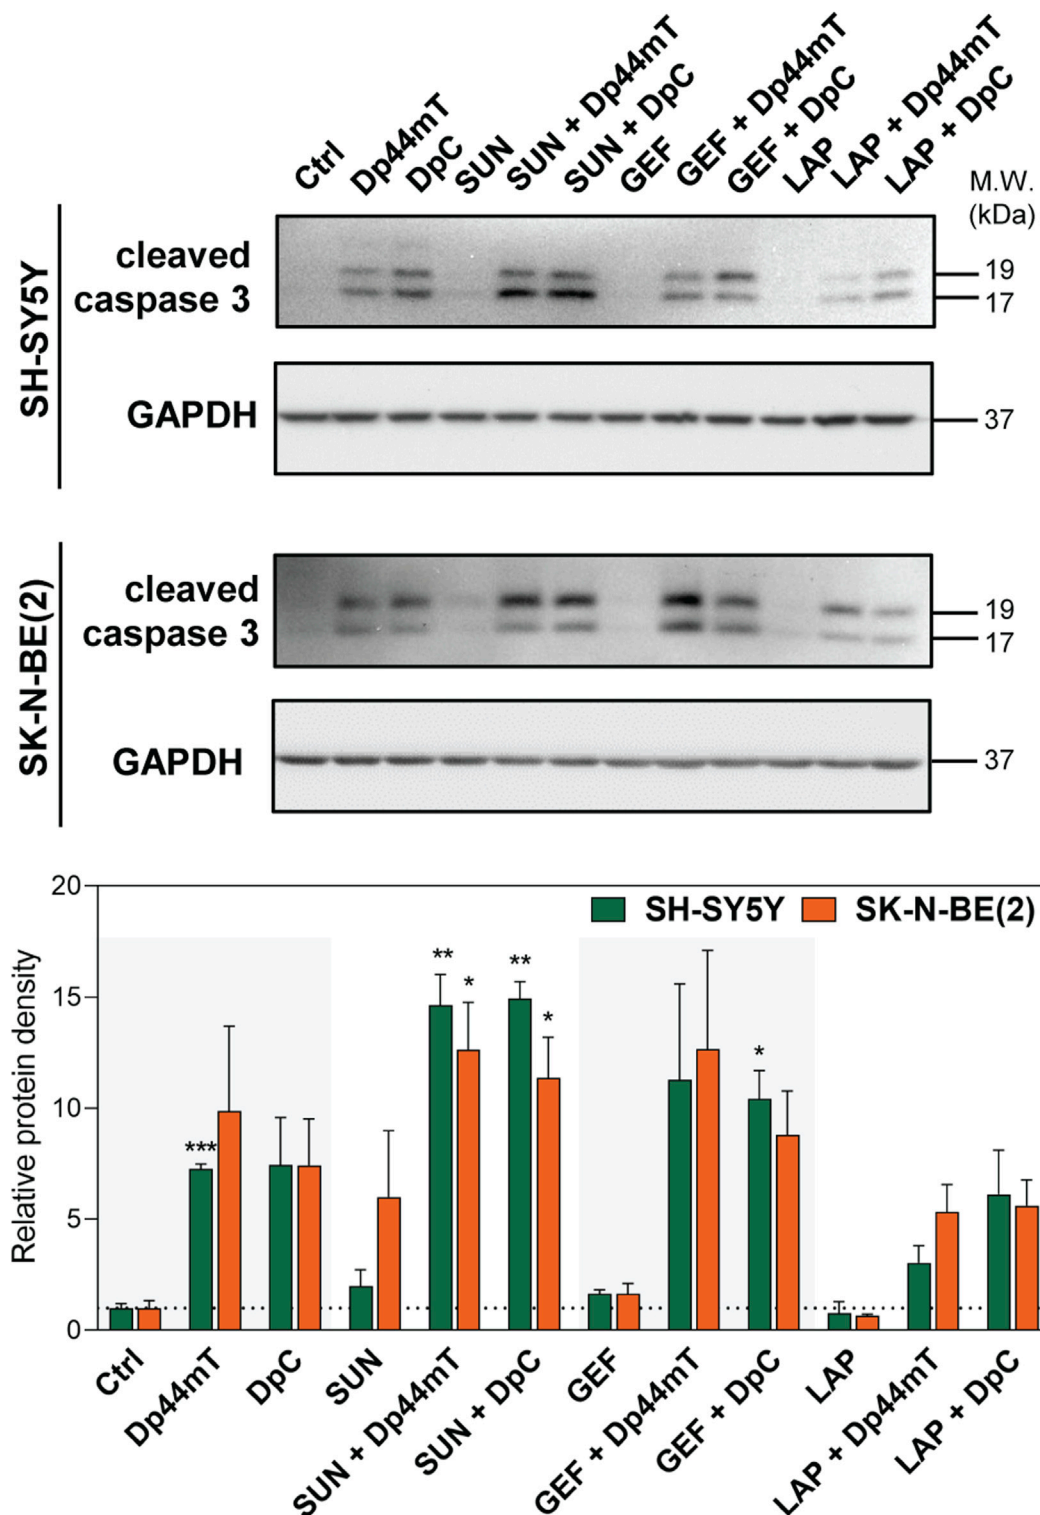 Ctrl
Dp44mT
DpC
SUN
SUN + Dp44mT
SUN + DpC
GEF
GEF + Dp44mT
GEF + DpC
LAP
LAP + Dp44mT
LAP + DpC
M.W.
(kDa)
SH-SY5Y
cleaved
caspase 3
19
17
GAPDH
37
SK-N-BE(2)
cleaved
caspase 3
19
17
GAPDH
37
SH-SY5Y SK-N-BE(2)
Relative protein density
20
15
10
5
0
***
**
*
**
*
*
Ctrl
Dp44mT
DpC
SUN
SUN + Dp44mT
SUN + DpC
GEF
GEF + Dp44mT
GEF + DpC
LAP
LAP + Dp44mT
LAP + DpC